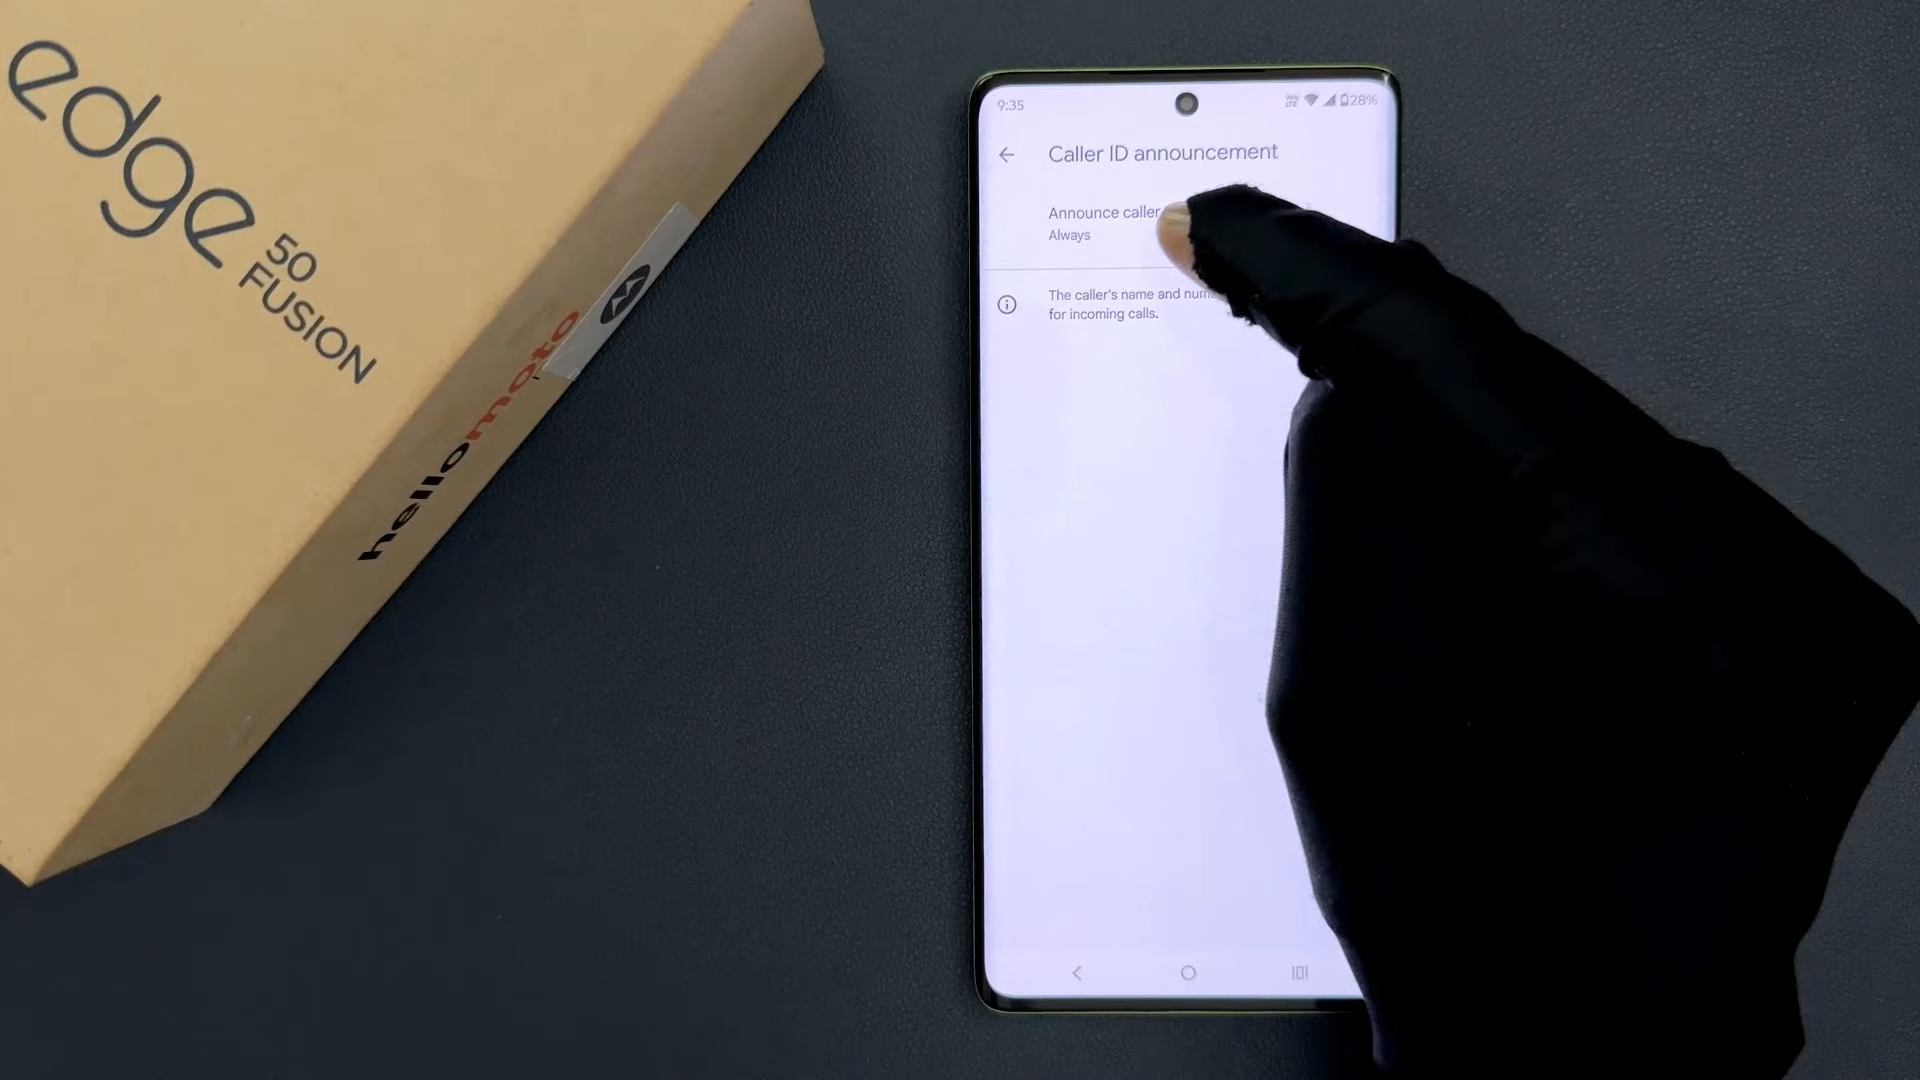 edge
50
FUSION
hellomoto
9:35
28%
Caller ID announcement
Announce caller
Always
The caller's name and
for incoming calls.